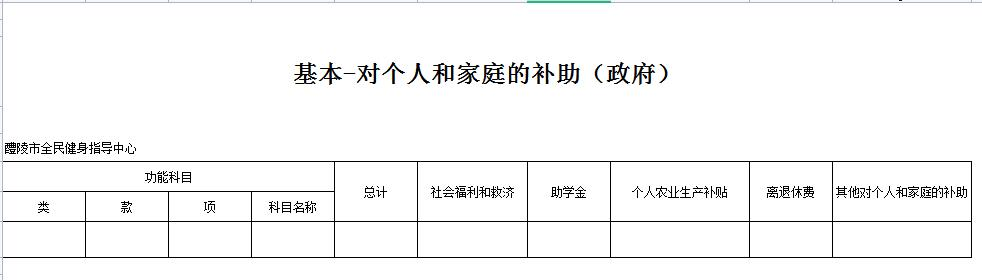 基本-对个人和家庭的补助（政府）
醴陵市全民健身指导中心
功能科目 总计 社会福利和救济 助学金 个人农业生产补贴 离退休费 其他对个人和家庭的补助
类 款 项 科目名称